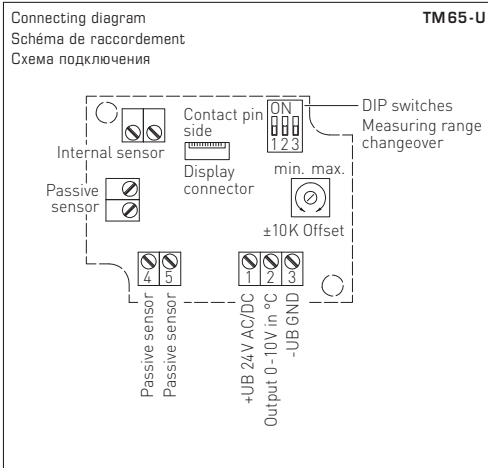 Connecting diagram
TM65-U
Schéma de raccordement
Схема подключения
Contact pin
side
ON
1 2 3
DIP switches
Measuring range
changeover
Internal sensor
Display
connector
min. max.
Passive
sensor
±10K Offset
4 5
1 2 3
Passive sensor
Passive sensor
+UB 24V AC/DC
Output 0-10V in °C
-UB GND